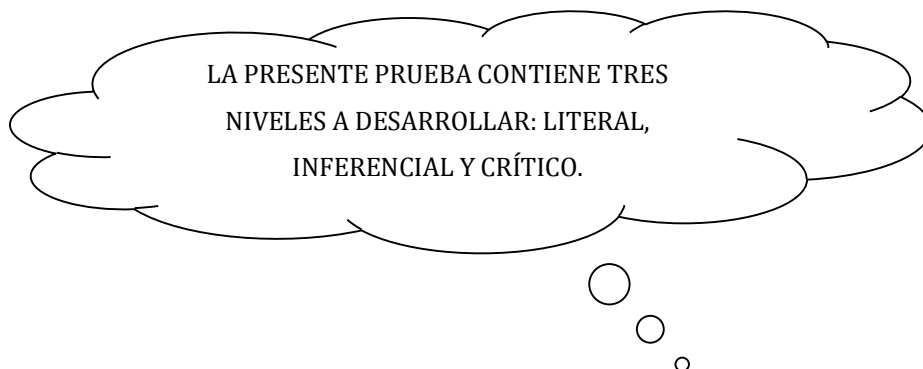 LA PRESENTE PRUEBA CONTIENE TRES
NIVELES A DESARROLLAR: LITERAL,
INFERENCIAL Y CRÍTICO.